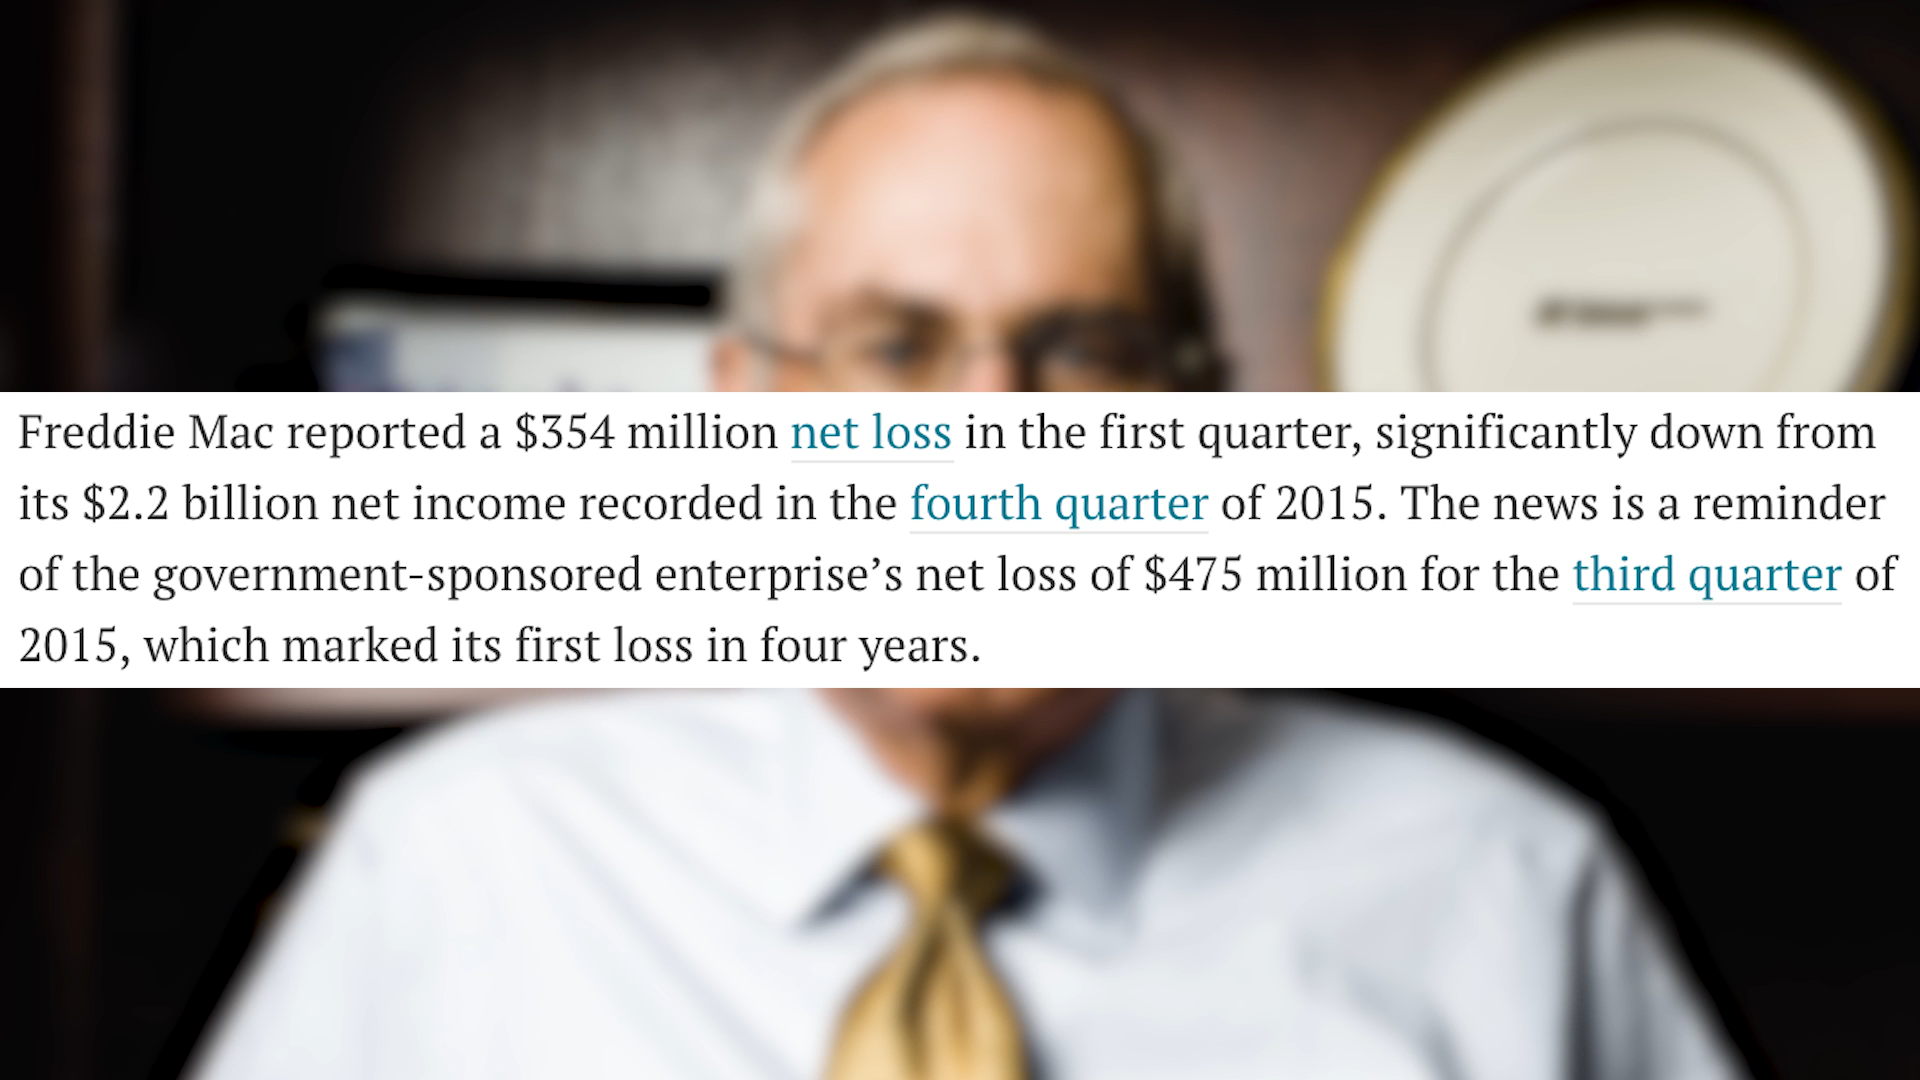 Freddie Mac reported a $354 million net loss in the first quarter, significantly down from
its $2.2 billion net income recorded in the fourth quarter of 2015. The news is a reminder
of the government-sponsored enterprise’s net loss of $475 million for the third quarter of
2015, which marked its first loss in four years.